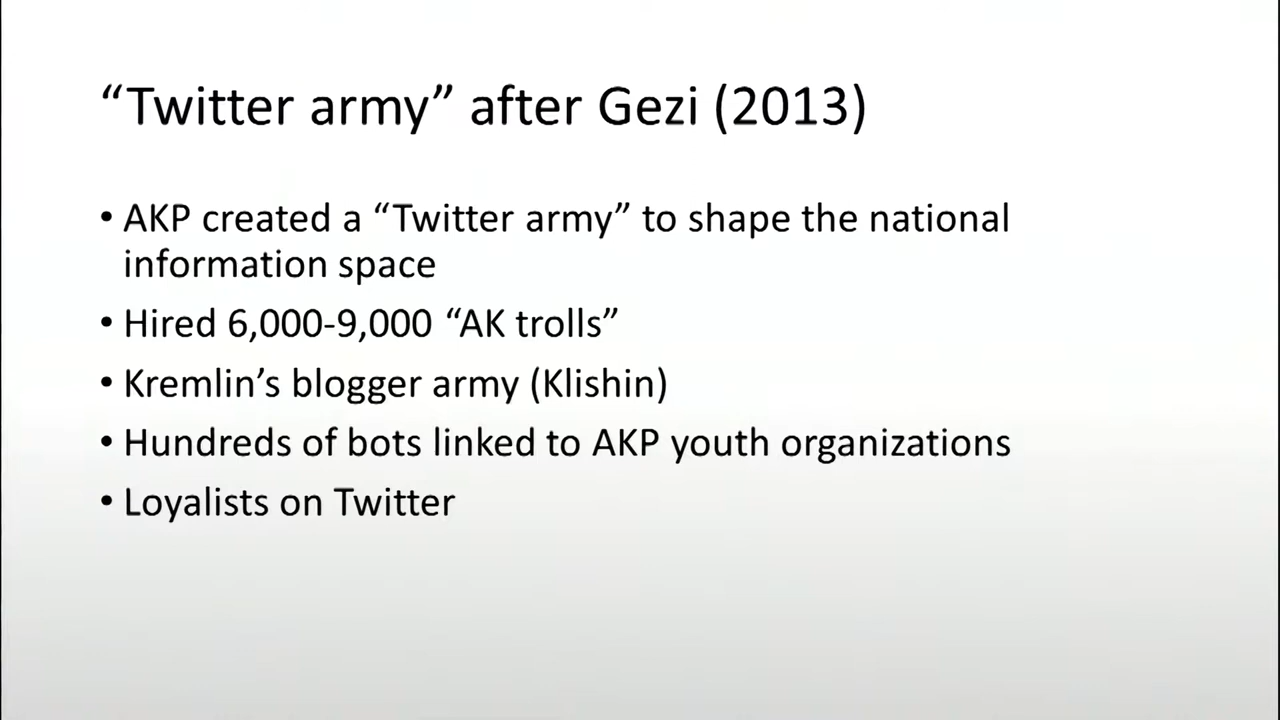 “Twitter army” after Gezi (2013)
• AKP created a “Twitter army” to shape the national
information space
• Hired 6,000-9,000 “AK trolls”
• Kremlin’s blogger army (Klishin)
• Hundreds of bots linked to AKP youth organizations
• Loyalists on Twitter